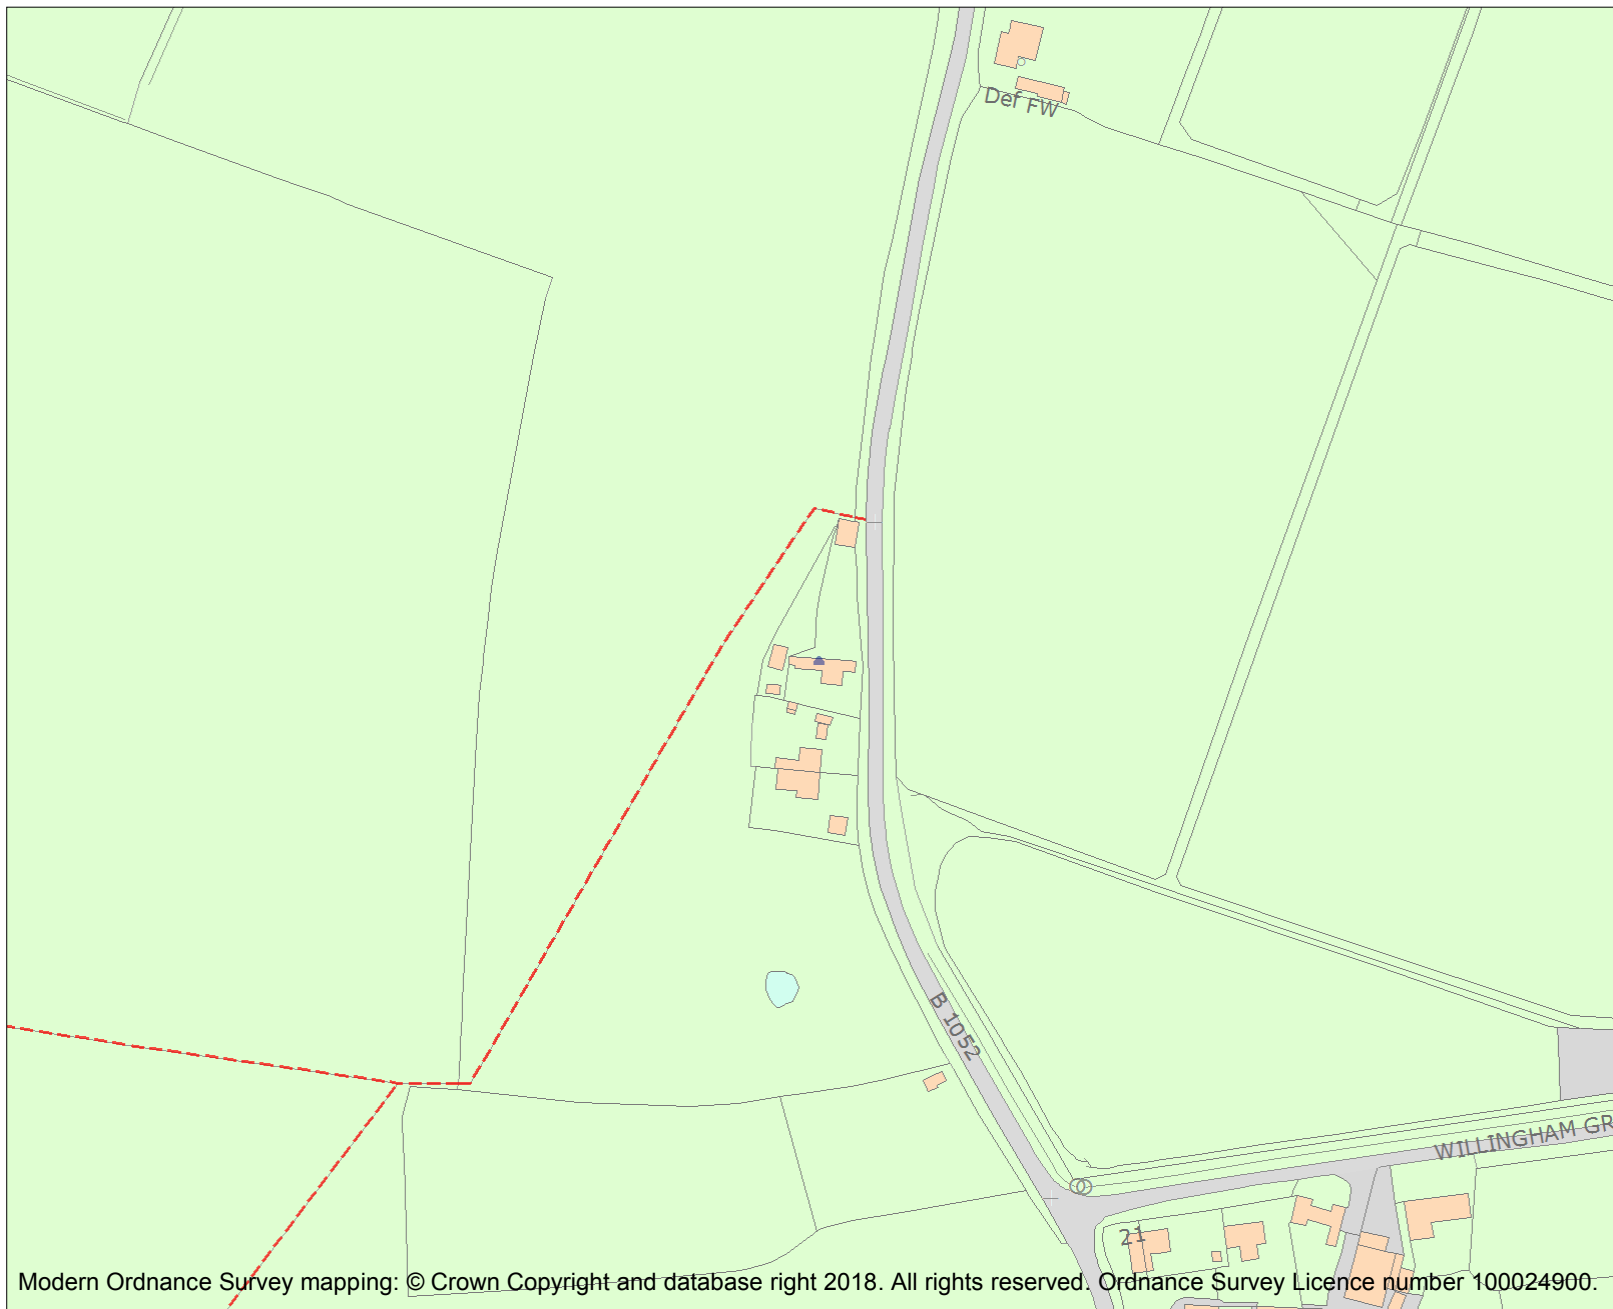 Def FW
B 1052
WILLINGHAM GR
21
Modern Ordnance Survey mapping: © Crown Copyright and database right 2018. All rights reserved. Ordnance Survey Licence number 100024900.